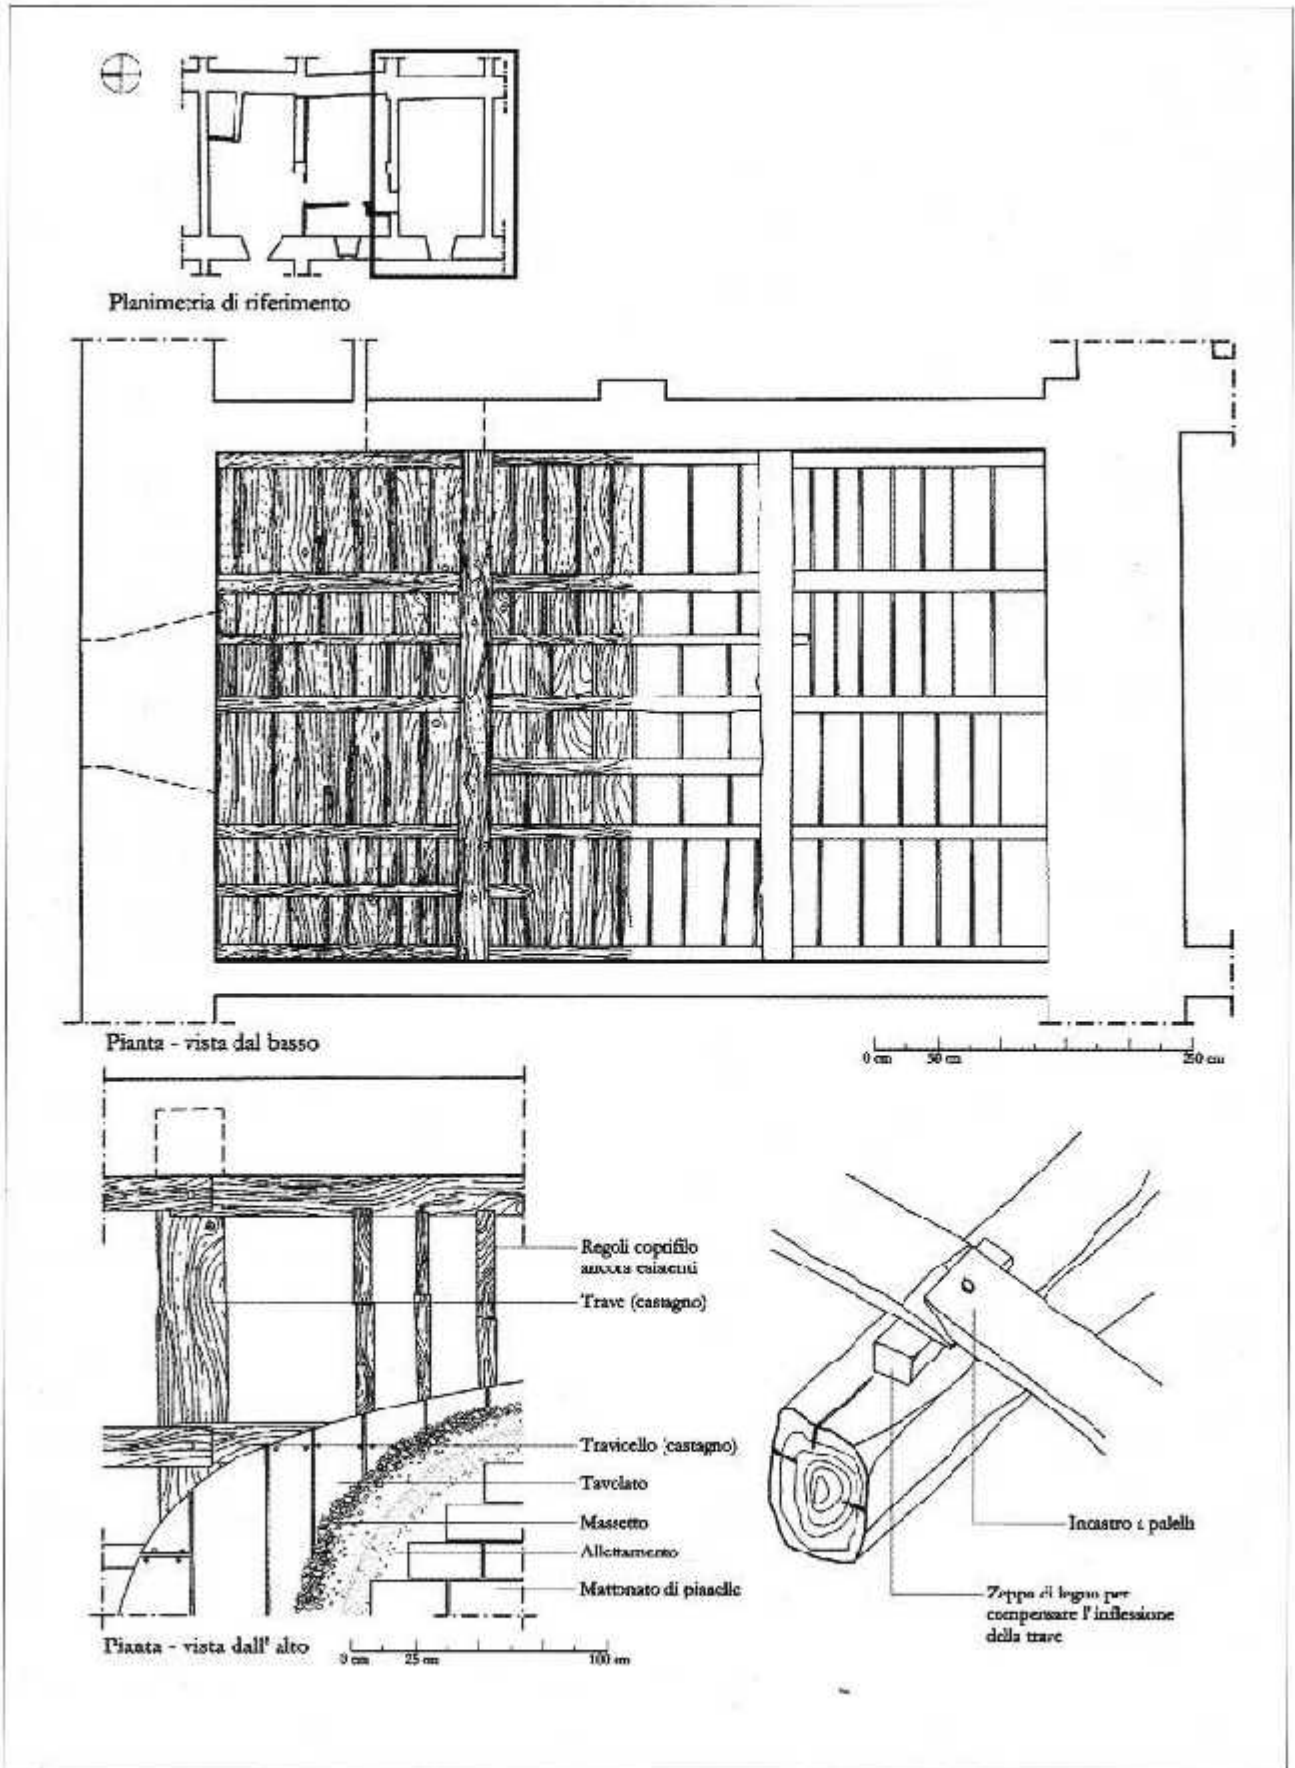 Planimetria di riferimento
Pianta - vista dal basso
0 cm 50 cm 250 cm
Regoli coprifilo
ancora esistenti
Trave (castagno)
Travicello (castagno)
Tavolato
Massetto
Allettamento
Mattonato di pianelle
Pianta - vista dall' alto
0 cm 25 cm 100 cm
Incastro a palella
Zeppa di legno per
compensare l'inflessione
della trave